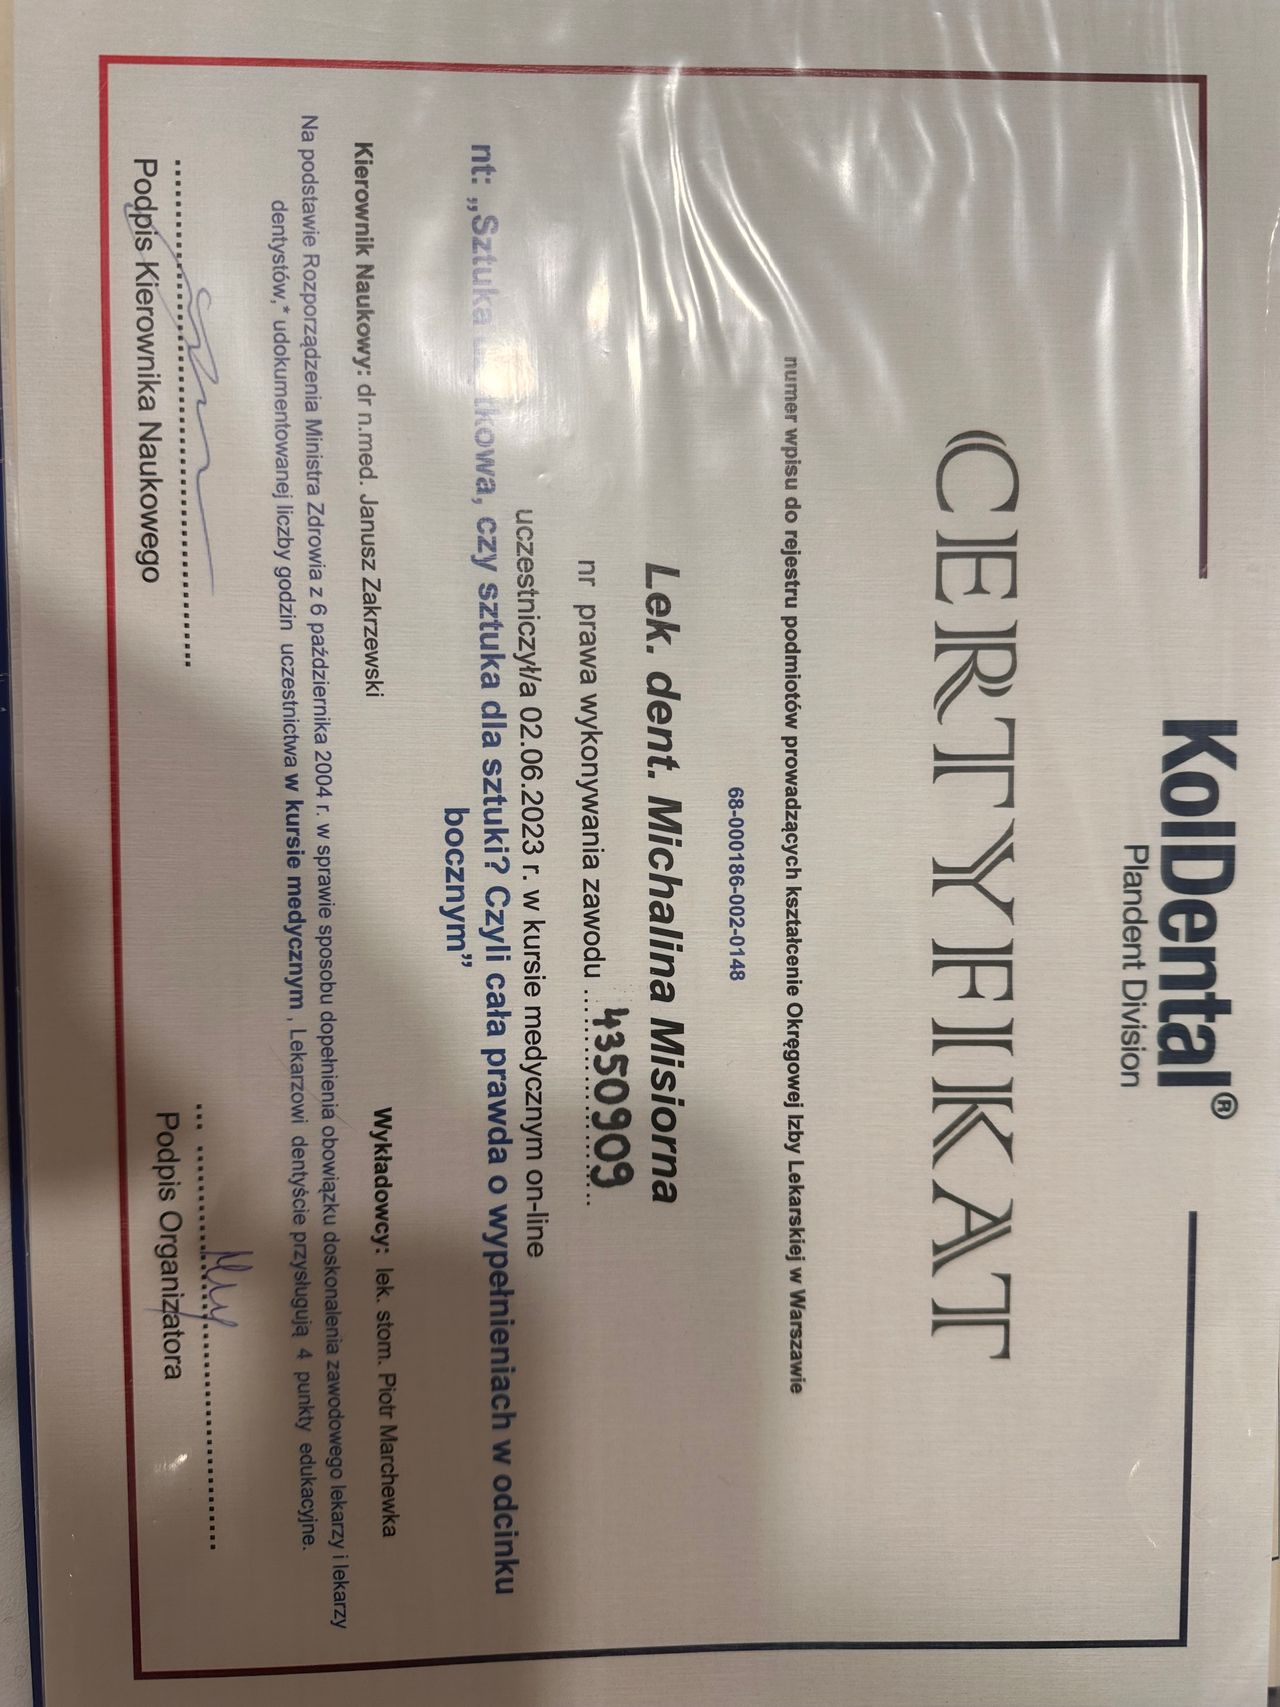 KolDental®
Plandent Division
CERTYFIKAT
numer wpisu do rejestru podmiotów prowadzących kształcenie Okręgowej Izby Lekarskiej w Warszawie
68-000186-002-0148
Lek. dent. Michalina Misiorna
nr prawa wykonywania zawodu 4350909
uczestniczył/a 02.06.2023 r. w kursie medycznym on-line
nt: „Sztuka czy sztuka dla sztuki? Czyli cała prawda o wypełnieniach w odcinku
bocznym”
Kierownik Naukowy: dr n.med. Janusz Zakrzewski Wykładowcy: lek. stom. Piotr Marchewka
Na podstawie Rozporządzenia Ministra Zdrowia z 6 października 2004 r. w sprawie sposobu dopełnienia obowiązku doskonalenia zawodowego lekarzy i lekarzy
dentystów,* udokumentowanej liczby godzin uczestnictwa w kursie medycznym , Lekarzowi dentyście przysługują 4 punkty edukacyjne.
Podpis Kierownika Naukowego Podpis Organizatora